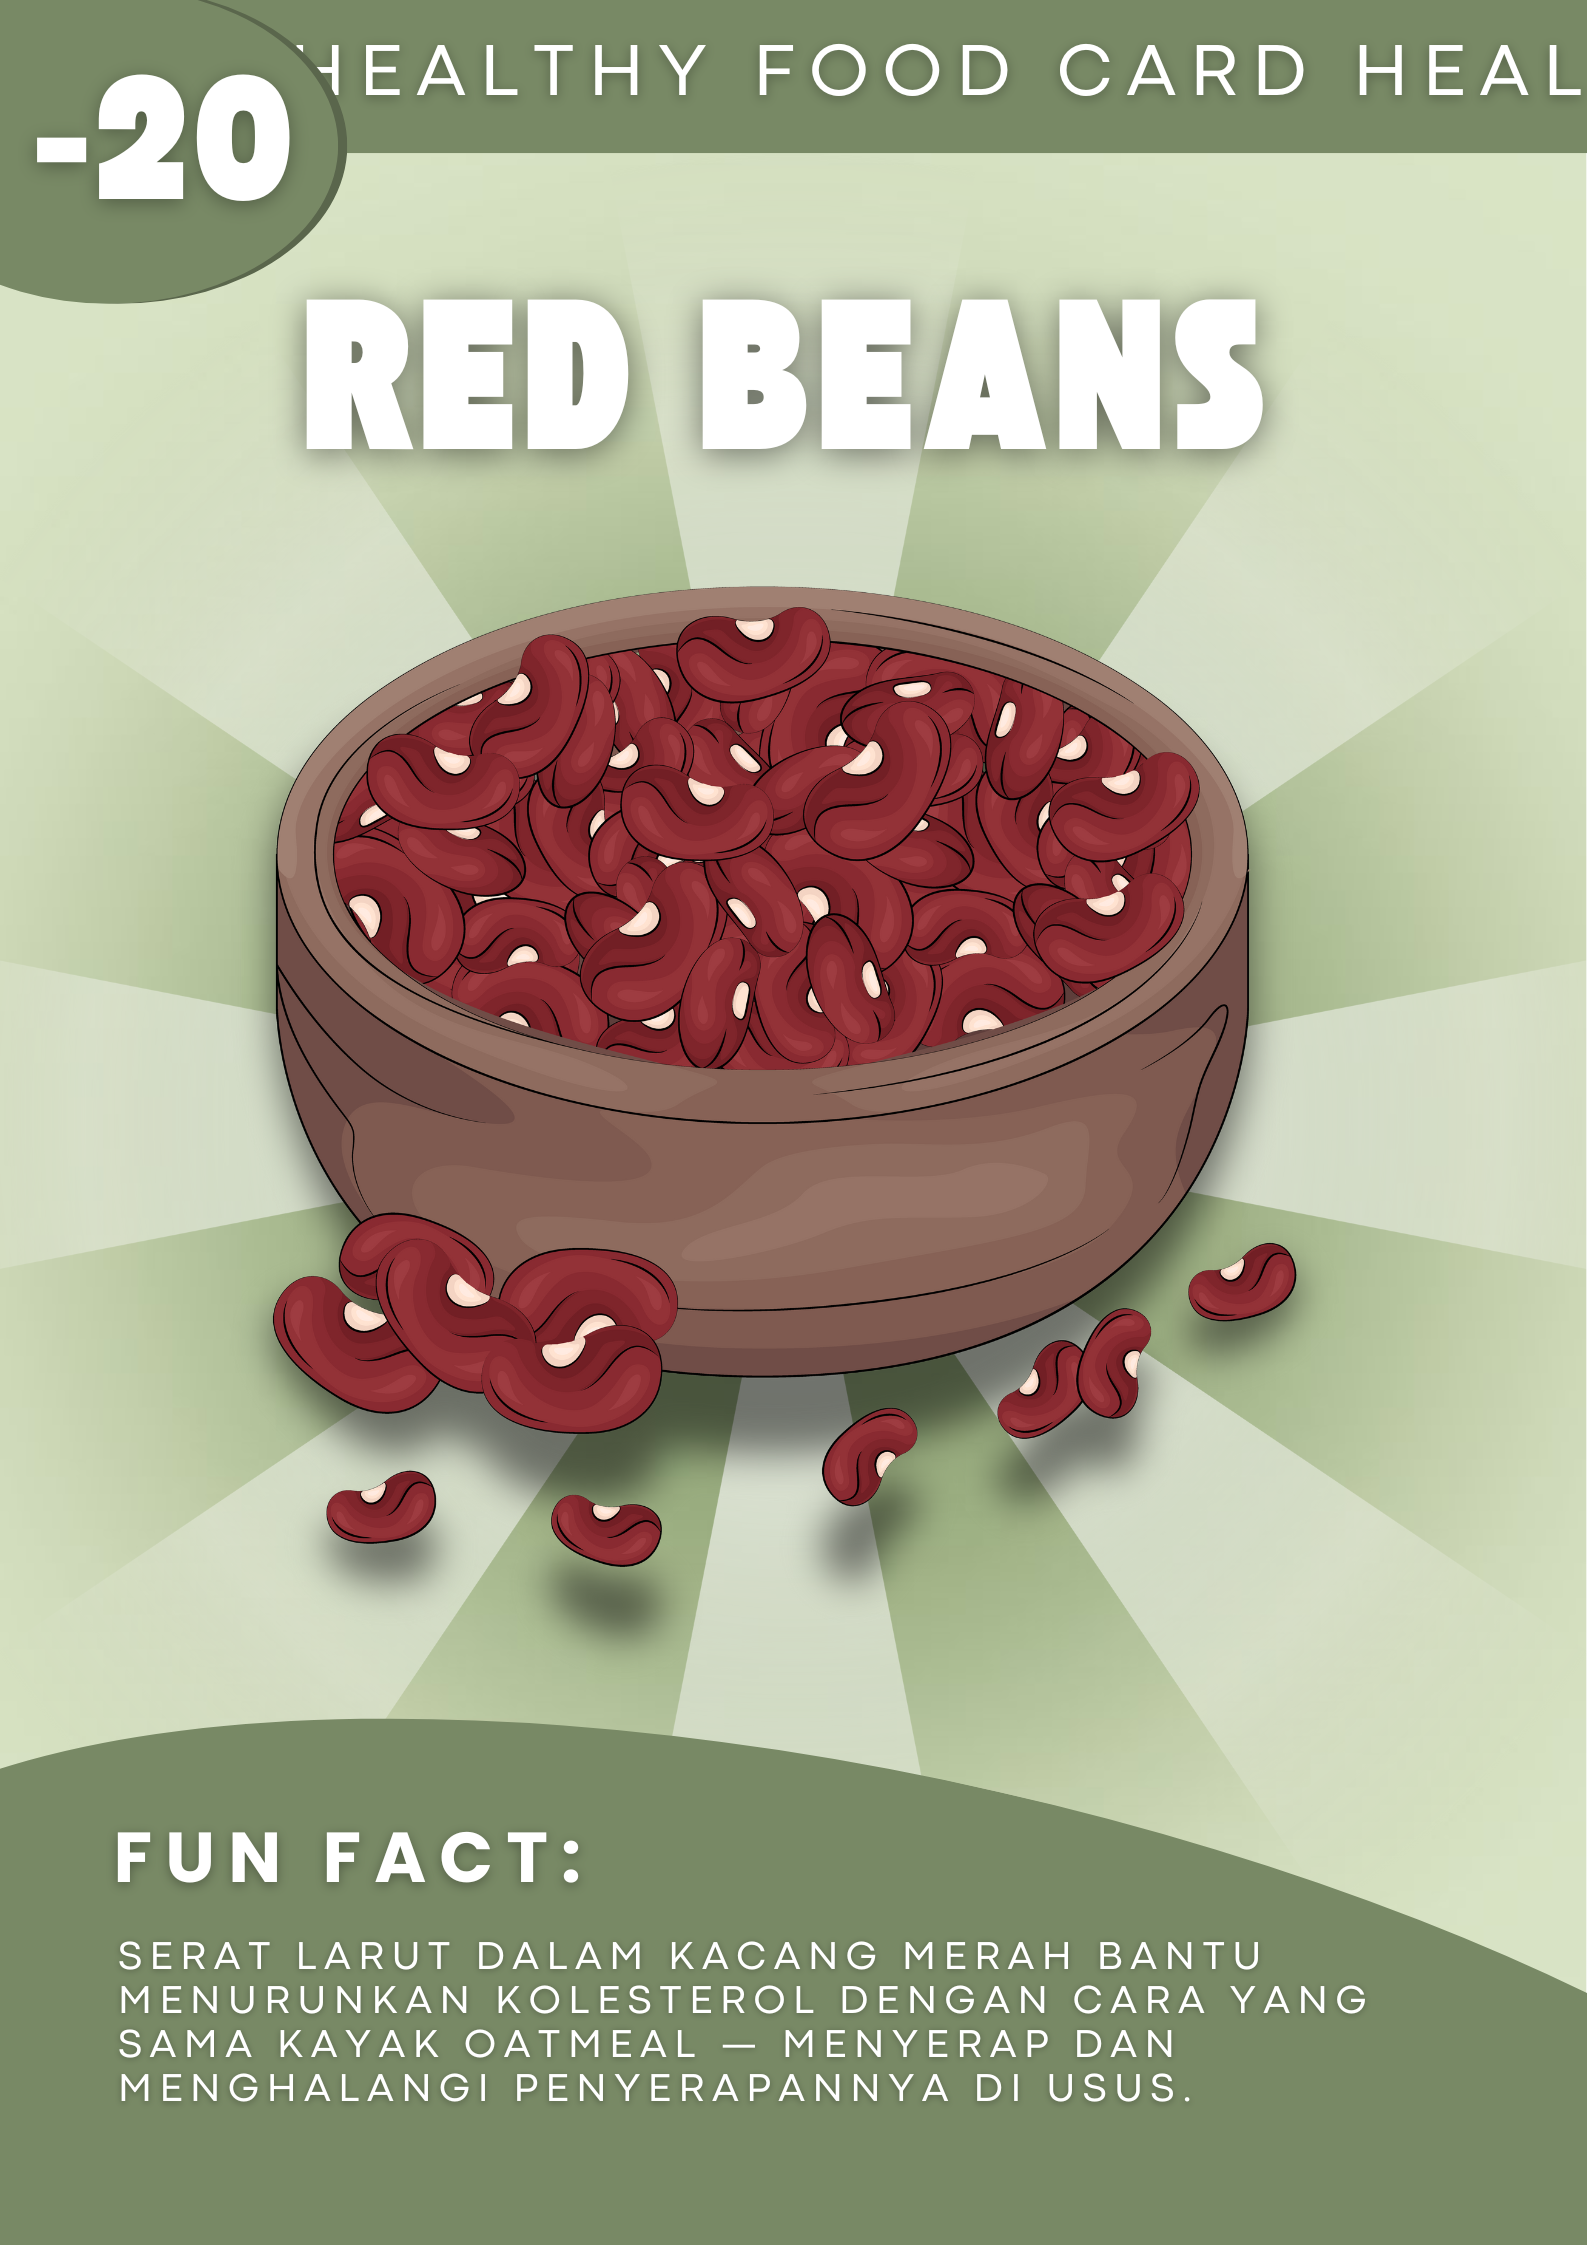 HEALTHY FOOD CARD HEAL
-20
RED BEANS
FUN FACT:
SERAT LARUT DALAM KACANG MERAH BANTU
MENURUNKAN KOLESTEROL DENGAN CARA YANG
SAMA KAYAK OATMEAL — MENYERAP DAN
MENGHALANGI PENYERAPANNYA DI USUS.